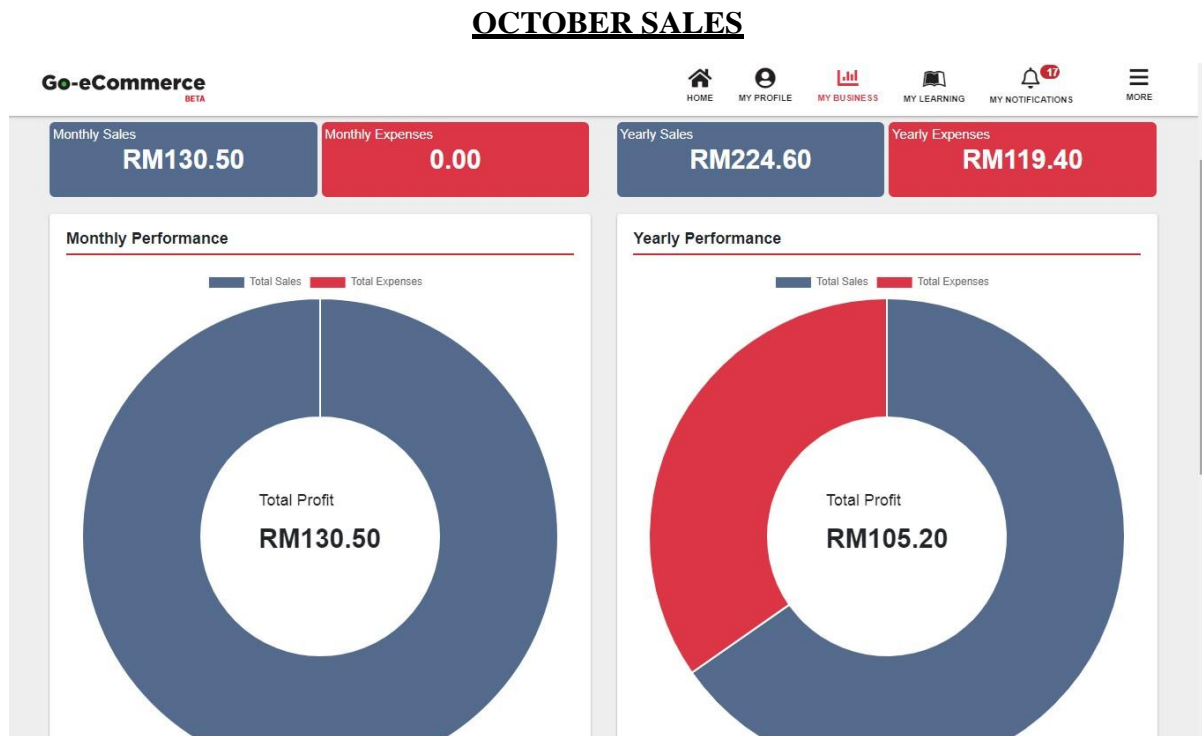 OCTOBER SALES
Go-eCommerce
BETA
HOME
MY PROFILE
MY BUSINESS
MY LEARNING
17
MY NOTIFICATIONS
MORE
Monthly Sales
RM130.50
Monthly Expenses
0.00
Yearly Sales
RM224.60
Yearly Expenses
RM119.40
Monthly Performance
Total Sales Total Expenses
Total Profit
RM130.50
Yearly Performance
Total Sales Total Expenses
Total Profit
RM105.20